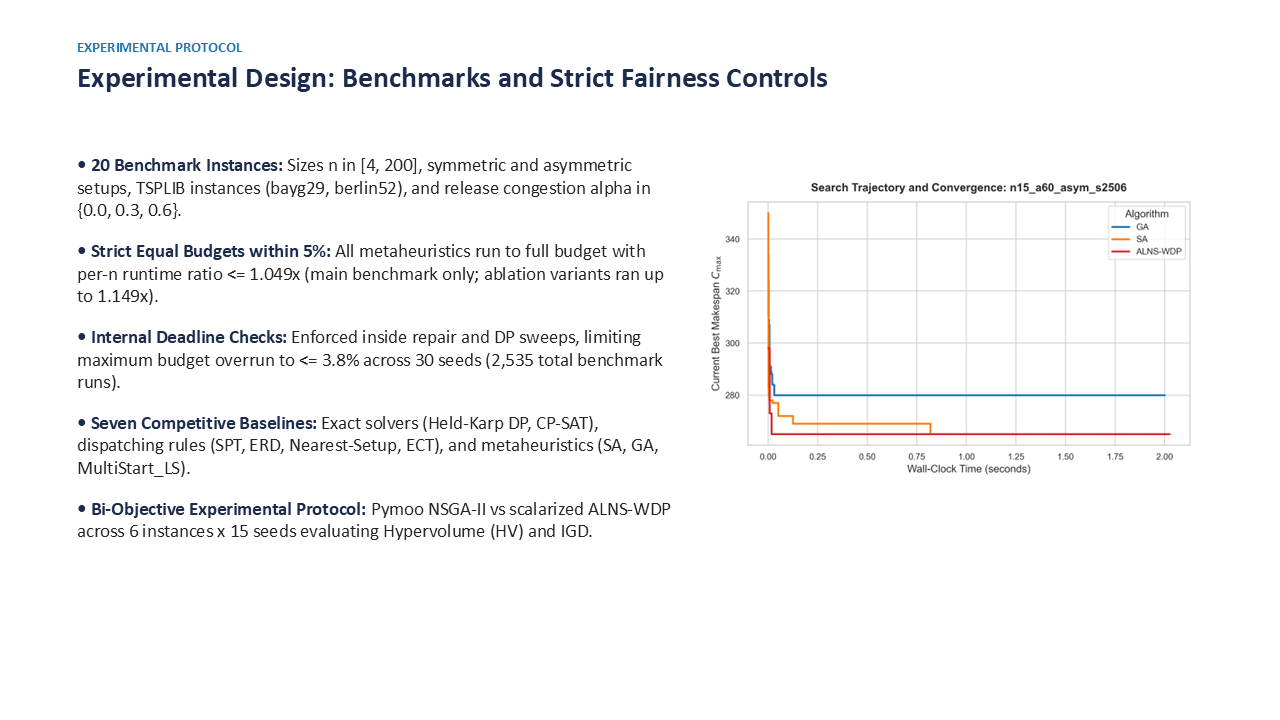 EXPERIMENTAL PROTOCOL
Experimental Design: Benchmarks and Strict Fairness Controls
• 20 Benchmark Instances: Sizes n in [4, 200], symmetric and asymmetric
setups, TSPLIB instances (bayg29, berlin52), and release congestion alpha in
{0.0, 0.3, 0.6}.
• Strict Equal Budgets within 5%: All metaheuristics run to full budget with
per-n runtime ratio <= 1.049x (main benchmark only; ablation variants ran up
to 1.149x).
• Internal Deadline Checks: Enforced inside repair and DP sweeps, limiting
maximum budget overrun to <= 3.8% across 30 seeds (2,535 total benchmark
runs).
• Seven Competitive Baselines: Exact solvers (Held-Karp DP, CP-SAT),
dispatching rules (SPT, ERD, Nearest-Setup, ECT), and metaheuristics (SA, GA,
MultiStart_LS).
• Bi-Objective Experimental Protocol: Pymoo NSGA-II vs scalarized ALNS-WDP
across 6 instances x 15 seeds evaluating Hypervolume (HV) and IGD.
Search Trajectory and Convergence: n15_a60_asym_s2506
Algorithm
GA
SA
ALNS-WDP
Current Best Makespan Cmax
340
320
300
280
0.00 0.25 0.50 0.75 1.00 1.25 1.50 1.75 2.00
Wall-Clock Time (seconds)